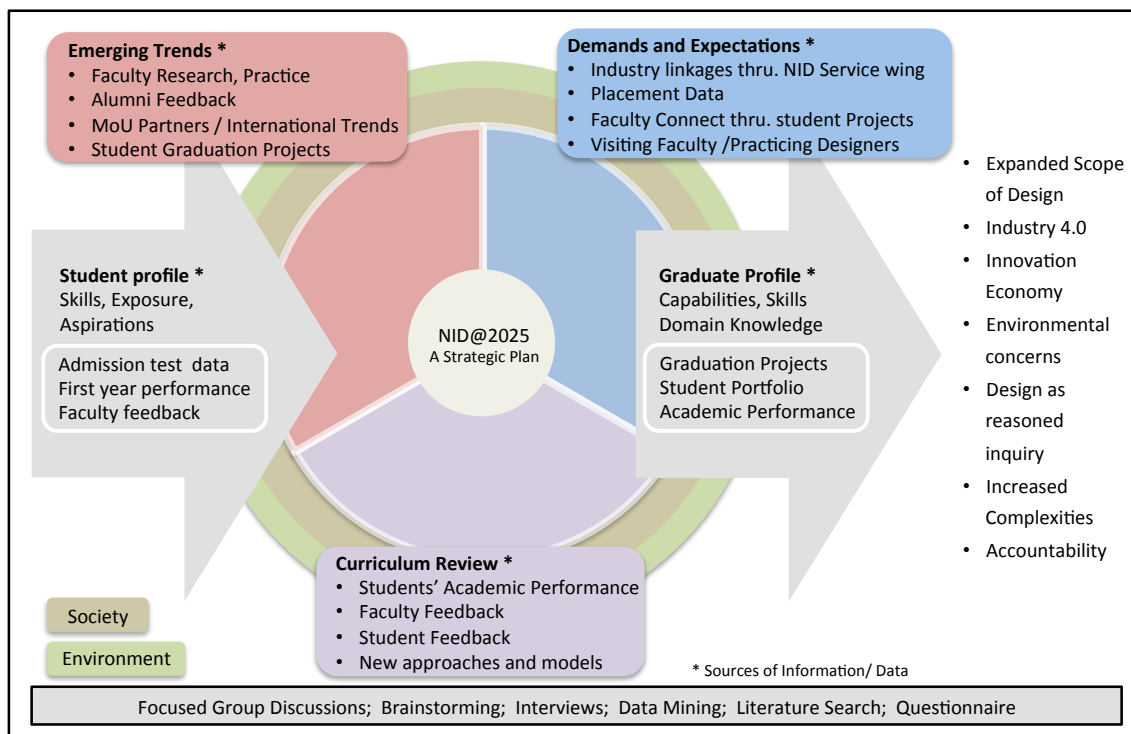 Emerging Trends *
• Faculty Research, Practice
• Alumni Feedback
• MoU Partners / International Trends
• Student Graduation Projects
Demands and Expectations *
• Industry linkages thru. NID Service wing
• Placement Data
• Faculty Connect thru. student Projects
• Visiting Faculty /Practicing Designers
Student profile *
Skills, Exposure,
Aspirations
Admission test data
First year performance
Faculty feedback
NID@2025
A Strategic Plan
Graduate Profile *
Capabilities, Skills
Domain Knowledge
Graduation Projects
Student Portfolio
Academic Performance
• Expanded Scope
of Design
• Industry 4.0
• Innovation
Economy
• Environmental
concerns
• Design as
reasoned
inquiry
• Increased
Complexities
• Accountability
Curriculum Review *
• Students’ Academic Performance
• Faculty Feedback
• Student Feedback
• New approaches and models
Society
Environment
* Sources of Information/ Data
Focused Group Discussions; Brainstorming; Interviews; Data Mining; Literature Search; Questionnaire